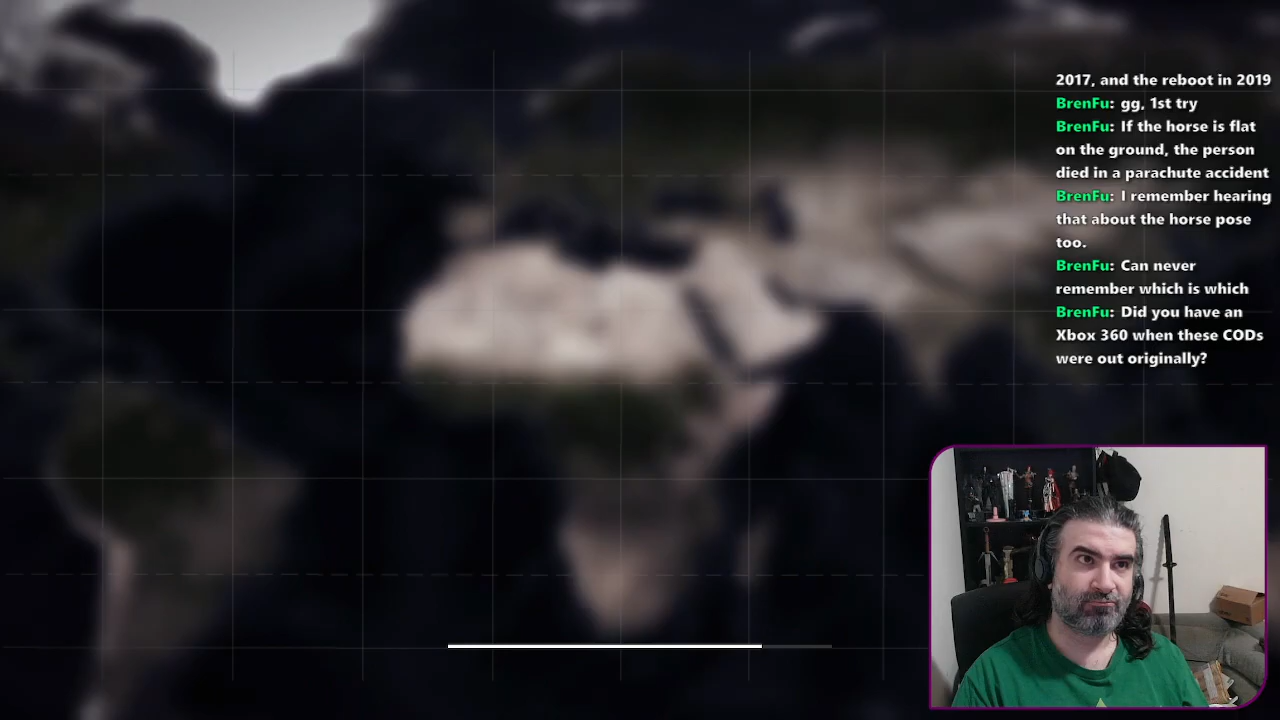 2017, and the reboot in 2019
BrenFu: gg, 1st try
BrenFu: If the horse is flat
on the ground, the person
died in a parachute accident
BrenFu: I remember hearing
that about the horse pose
too.
BrenFu: Can never
remember which is which
BrenFu: Did you have an
Xbox 360 when these CODs
were out originally?